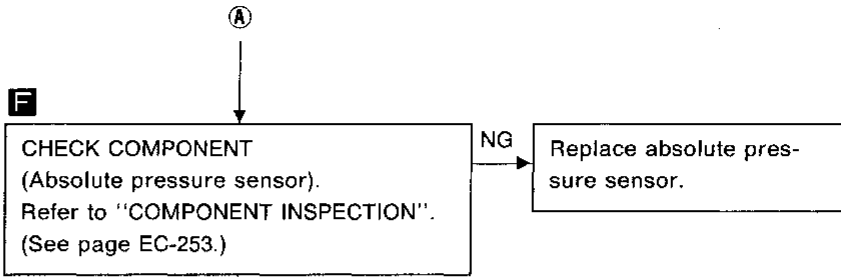 Ⓐ
F
CHECK COMPONENT
(Absolute pressure sensor).
Refer to "COMPONENT INSPECTION".
(See page EC-253.)
NG
Replace absolute pres-
sure sensor.